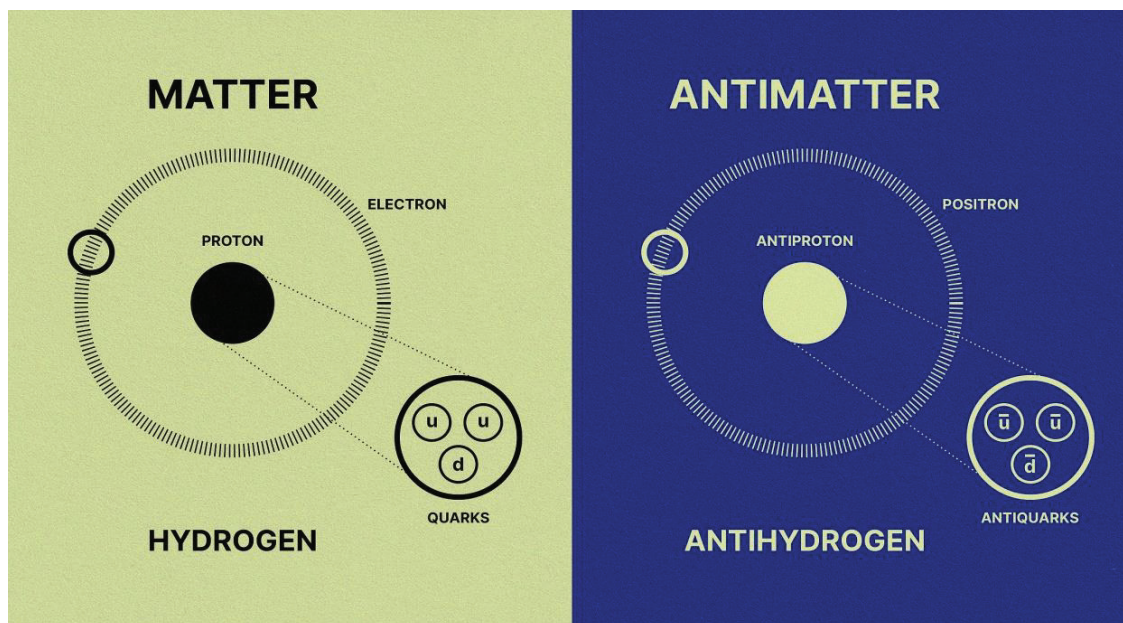 MATTER
ELECTRON
PROTON
u u
d
QUARKS
HYDROGEN
ANTIMATTER
POSITRON
ANTIPROTON
ū ū
d̄
ANTIQUARKS
ANTIHYDROGEN